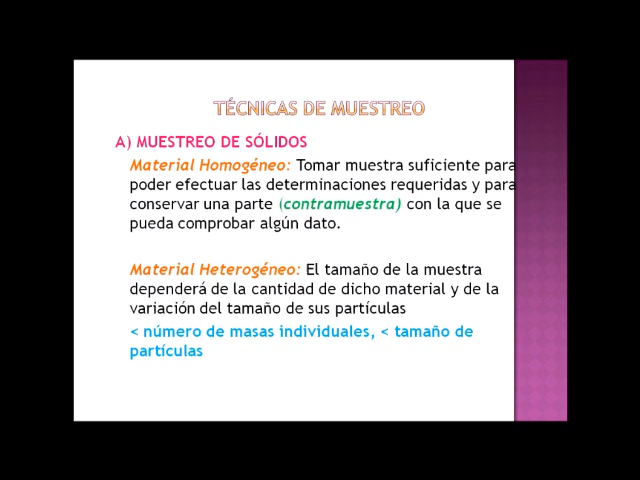 TÉCNICAS DE MUESTREO
A) MUESTREO DE SÓLIDOS
Material Homogéneo: Tomar muestra suficiente para
poder efectuar las determinaciones requeridas y para
conservar una parte (contramuestra) con la que se
pueda comprobar algún dato.
Material Heterogéneo: El tamaño de la muestra
dependerá de la cantidad de dicho material y de la
variación del tamaño de sus partículas
< número de masas individuales, < tamaño de
partículas